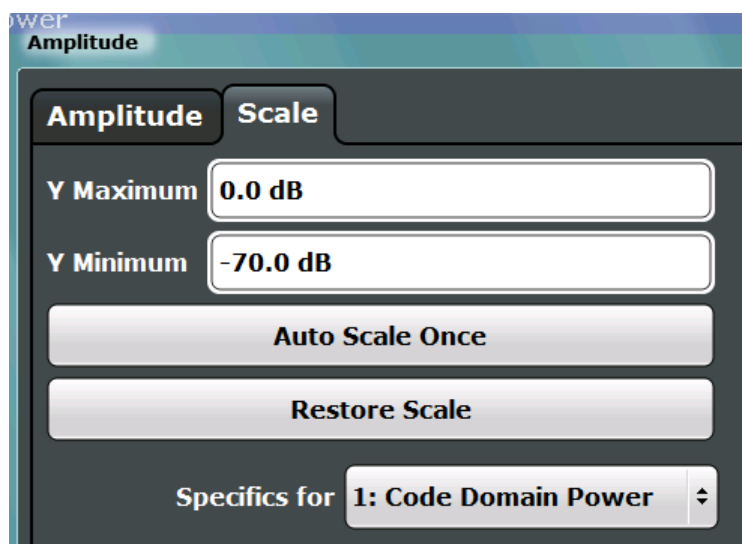 ower
Amplitude
Amplitude Scale
Y Maximum 0.0 dB
Y Minimum -70.0 dB
Auto Scale Once
Restore Scale
Specifics for 1: Code Domain Power